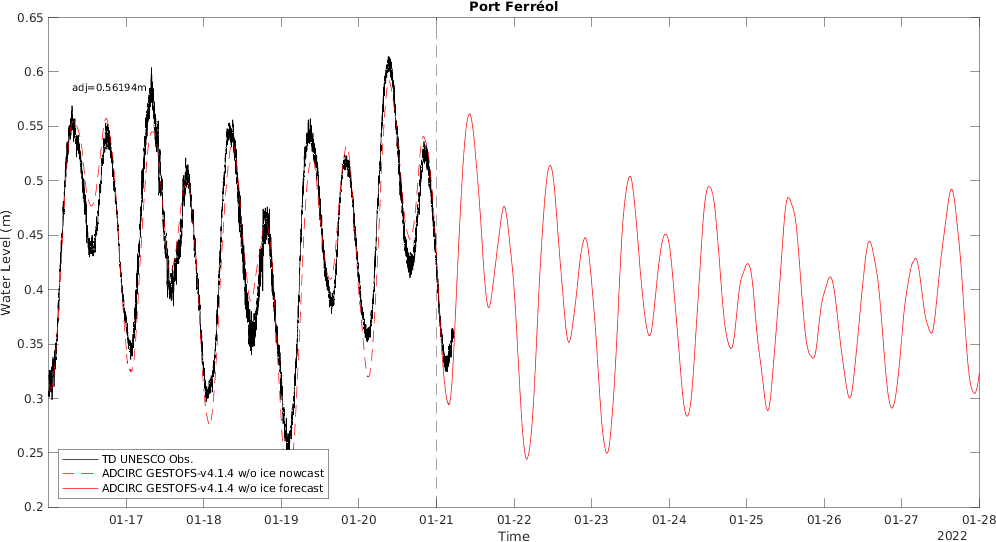 Port Ferréol
0.65
0.6
0.55
0.5
0.45
0.4
0.35
0.3
0.25
0.2
Water Level (m)
adj=0.56194m
TD UNESCO Obs.
ADCIRC GESTOFS-v4.1.4 w/o ice nowcast
ADCIRC GESTOFS-v4.1.4 w/o ice forecast
01-17 01-18 01-19 01-20 01-21 01-22 01-23 01-24 01-25 01-26 01-27 01-28
Time
2022